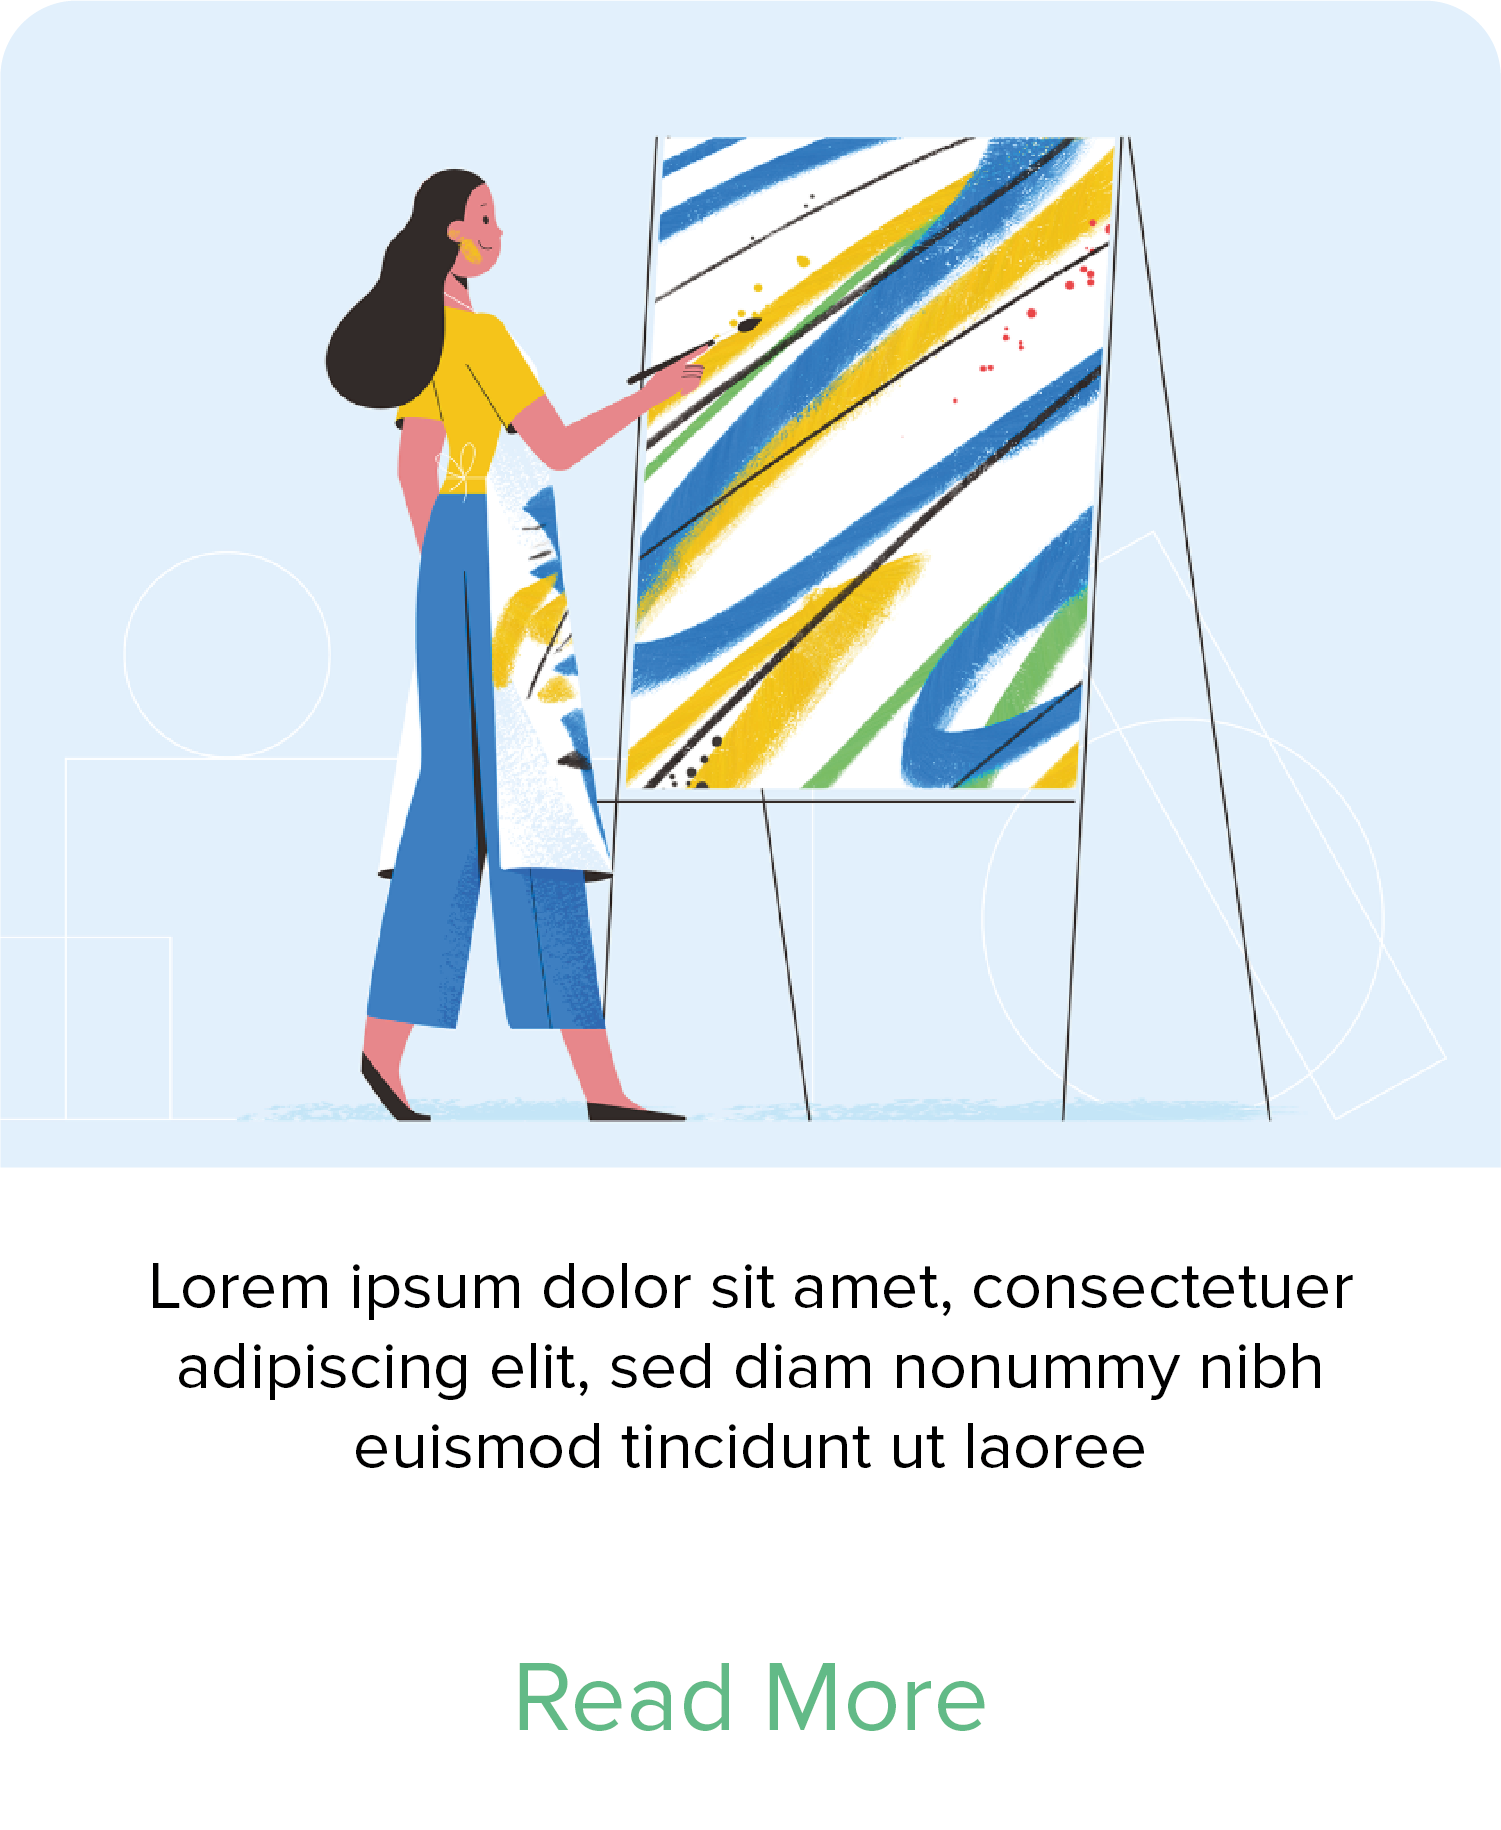 Lorem ipsum dolor sit amet, consectetuer
adipiscing elit, sed diam nonummy nibh
euismod tincidunt ut laoree
Read More